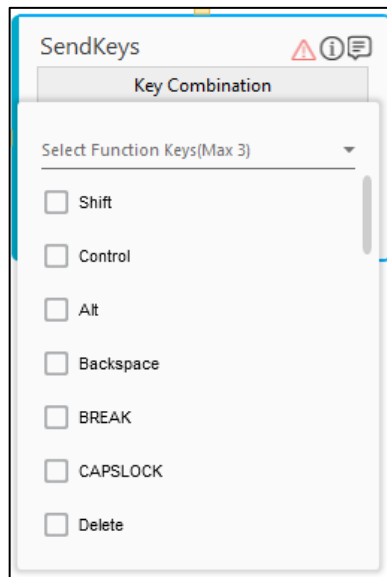 SendKeys
Key Combination
Select Function Keys(Max 3)
Shift
Control
Alt
Backspace
BREAK
CAPSLOCK
Delete